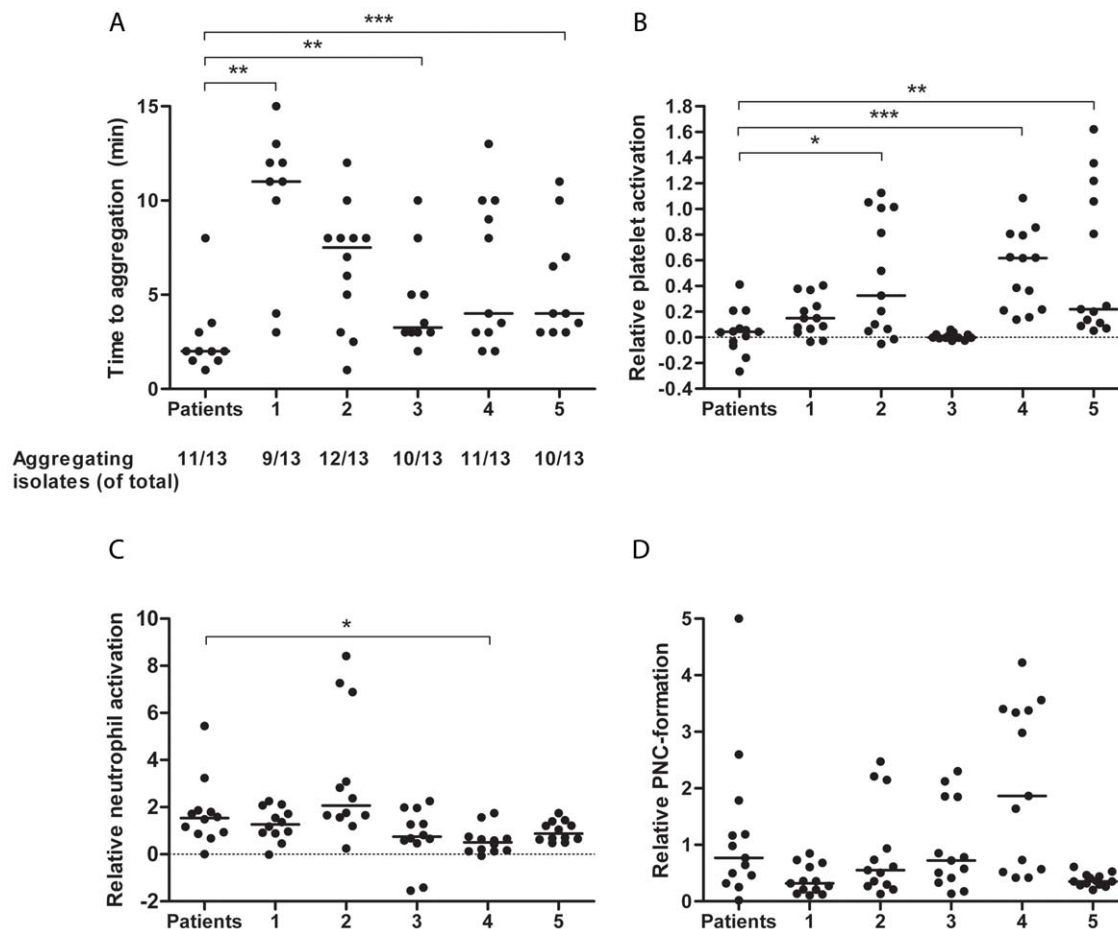 A
***
**
**
Time to aggregation (min)
15
10
5
0
Patients 1 2 3 4 5
Aggregating 11/13 9/13 12/13 10/13 11/13 10/13
isolates (of total)
B
**
***
*
Relative platelet activation
1.8
1.6
1.4
1.2
1.0
0.8
0.6
0.4
0.2
0.0
-0.2
-0.4
Patients 1 2 3 4 5
C
*
Relative neutrophil activation
10
8
6
4
2
0
-2
Patients 1 2 3 4 5
D
Relative PNC-formation
5
4
3
2
1
0
Patients 1 2 3 4 5